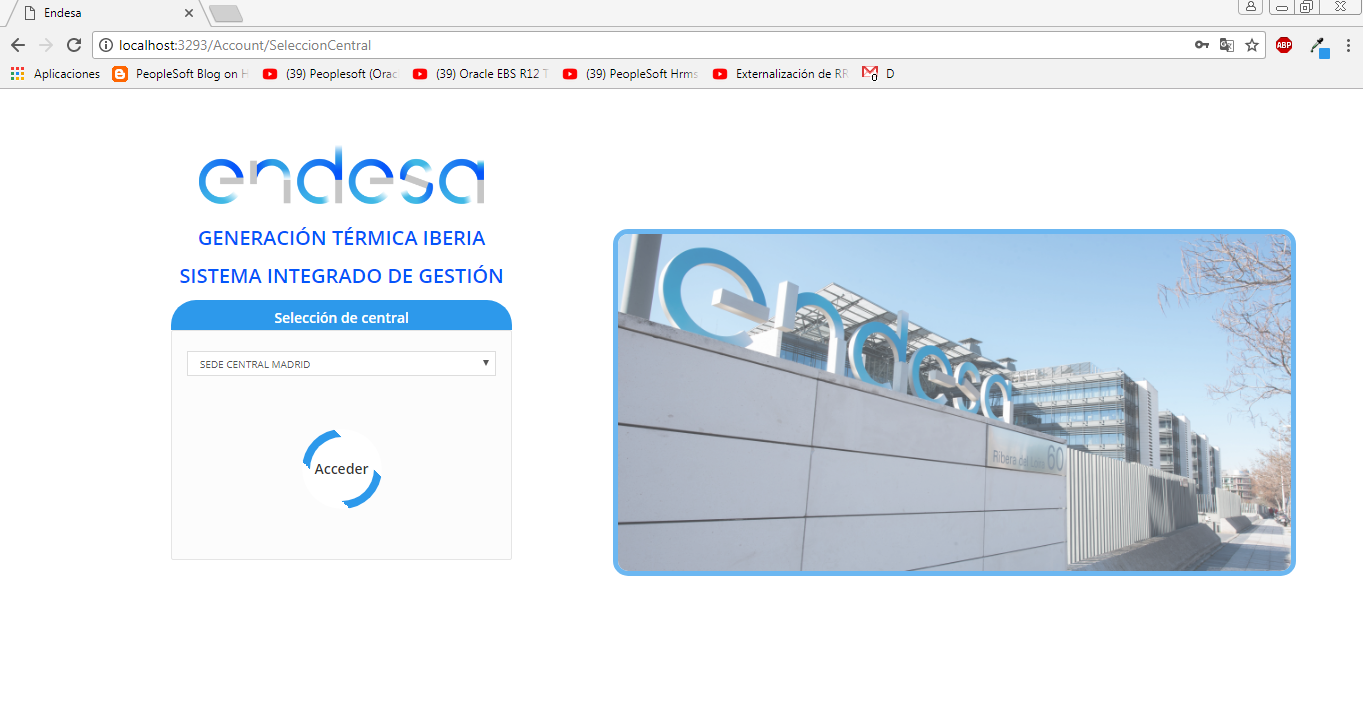 Endesa
localhost:3293/Account/SeleccionCentral
ABP
Aplicaciones
PeopleSoft Blog on
(39) Peoplesoft (Orac
(39) Oracle EBS R12
(39) PeopleSoft Hrms
Externalización de RR
0
D
endesa
GENERACIÓN TÉRMICA IBERIA
SISTEMA INTEGRADO DE GESTIÓN
Selección de central
SEDE CENTRAL MADRID
Acceder
endesa
Ribera del Loira 60